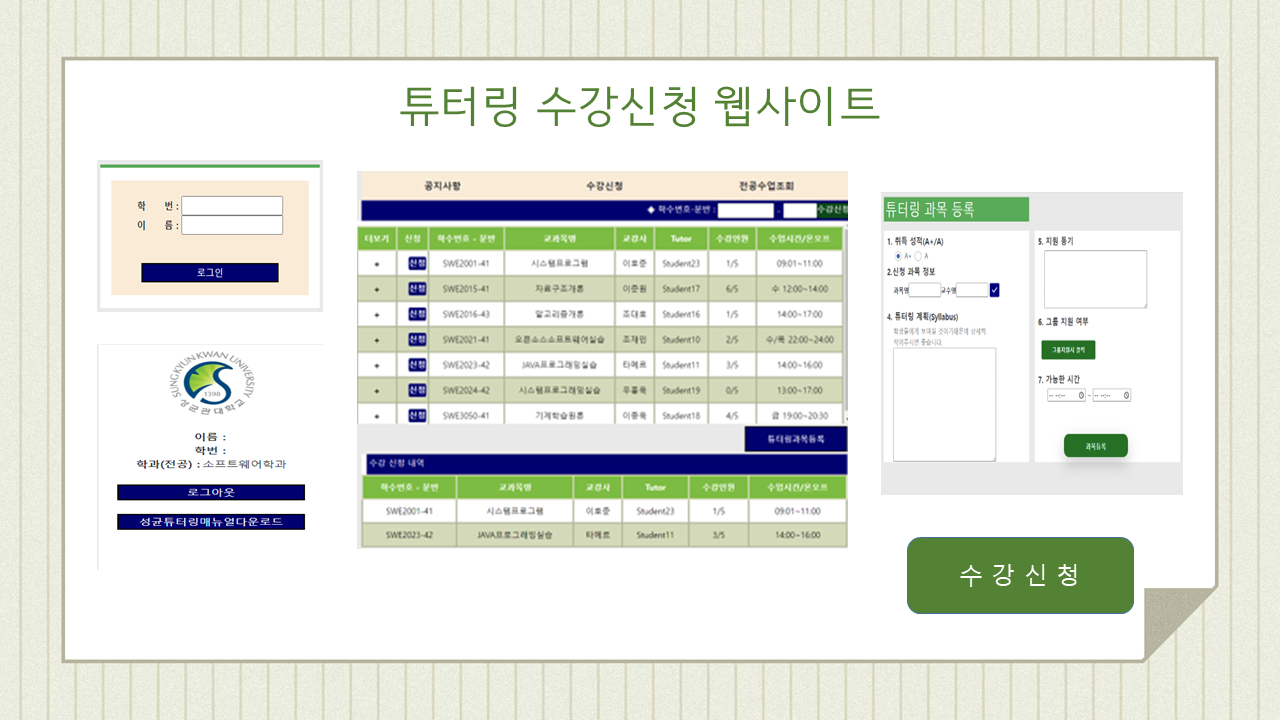 튜터링 수강신청 웹사이트
학 번 :
이 름 :
로그인
SUNGKYUNKWAN UNIVERSITY
1398
성균관대학교
이름 :
학번 :
학과(전공) : 소프트웨어학과
로그아웃
성균튜터링매뉴얼다운로드
공지사항 수강신청 전공수업조회
◆ 학수번호-분반 : - 수강신청
더보기 신청 학수번호 - 분반 교과목명 교강사 Tutor 수강인원 수업시간/온오프
+ 신청 SWE2001-41 시스템프로그램 이호준 Student23 1/5 09:01~11:00
+ 신청 SWE2015-41 자료구조개론 이준원 Student17 6/5 수 12:00~14:00
+ 신청 SWE2016-43 알고리즘개론 조대호 Student16 1/5 14:00~17:00
+ 신청 SWE2021-41 오픈소스소프트웨어실습 조재민 Student10 2/5 수/목 22:00~24:00
+ 신청 SWE2023-42 JAVA프로그래밍실습 타메르 Student11 3/5 14:00~16:00
+ 신청 SWE2024-42 시스템프로그래밍실습 우홍욱 Student19 0/5 13:00~17:00
+ 신청 SWE3050-41 기계학습원론 이종욱 Student18 4/5 금 19:00~20:30
튜터링과목등록
수강 신청 내역
학수번호 - 분반 교과목명 교강사 Tutor 수강인원 수업시간/온오프
SWE2001-41 시스템프로그램 이호준 Student23 1/5 09:01~11:00
SWE2023-42 JAVA프로그래밍실습 타메르 Student11 3/5 14:00~16:00
튜터링 과목 등록
1. 취득 성적(A+/A)
A+ A
2.신청 과목 정보
과목명 교수명
4. 튜터링 계획(Syllabus)
학생들에게 보여질 것이기때문에 상세히
적어주시면 좋습니다.
5. 지원 동기
6. 그룹 지원 여부
그룹지원서 클릭
7. 가능한 시간
--:-- ~ --:--
과목등록
수 강 신 청